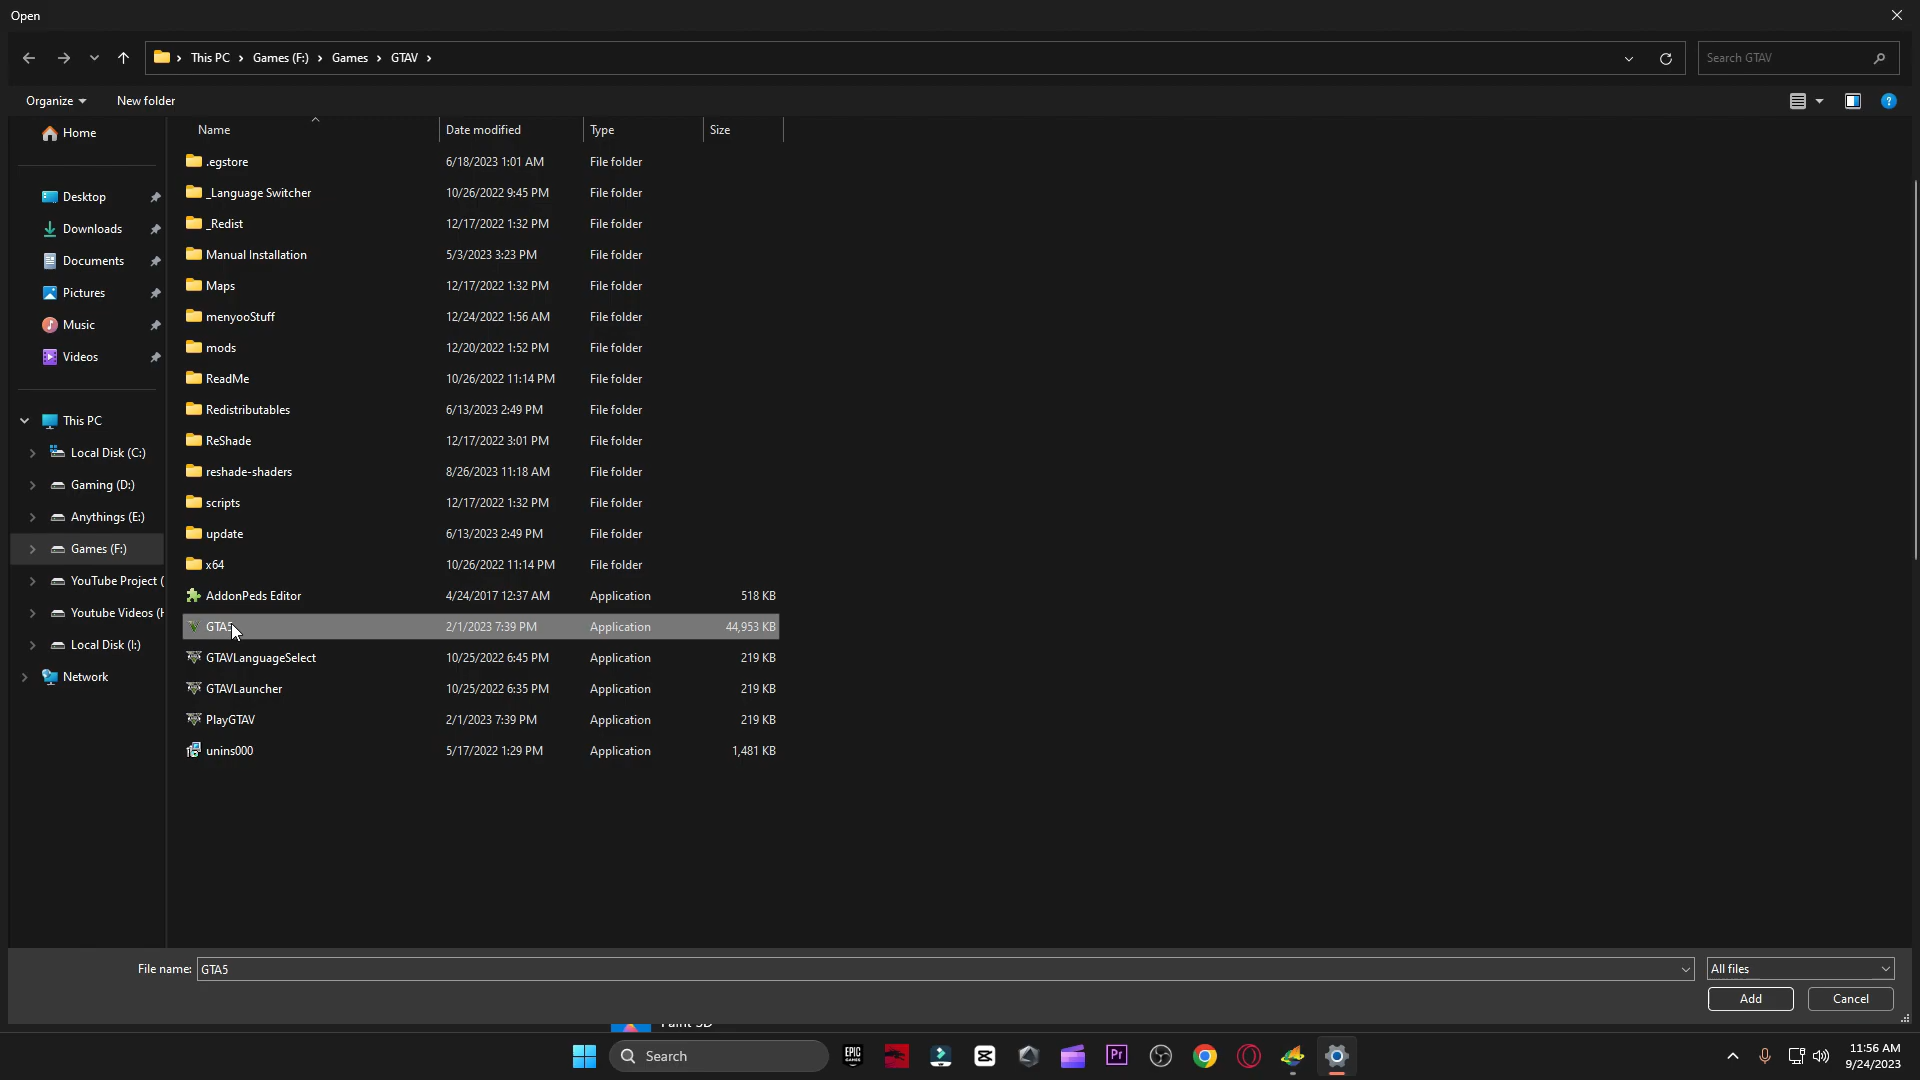 Open
This PC Games (F:) Games GTAV
Search GTAV
Organize New folder
Home
Desktop
Downloads
Documents
Pictures
Music
Videos
This PC
Local Disk (C:)
Gaming (D:)
Anythings (E:)
Games (F:)
YouTube Project (
Youtube Videos (H
Local Disk (I:)
Network
Name Date modified Type Size
.egstore 6/18/2023 1:01 AM File folder
_Language Switcher 10/26/2022 9:45 PM File folder
_Redist 12/17/2022 1:32 PM File folder
Manual Installation 5/3/2023 3:23 PM File folder
Maps 12/17/2022 1:32 PM File folder
menyooStuff 12/24/2022 1:56 AM File folder
mods 12/20/2022 1:52 PM File folder
ReadMe 10/26/2022 11:14 PM File folder
Redistributables 6/13/2023 2:49 PM File folder
ReShade 12/17/2022 3:01 PM File folder
reshade-shaders 8/26/2023 11:18 AM File folder
scripts 12/17/2022 1:32 PM File folder
update 6/13/2023 2:49 PM File folder
x64 10/26/2022 11:14 PM File folder
AddonPeds Editor 4/24/2017 12:37 AM Application 518 KB
GTA5 2/1/2023 7:39 PM Application 44,953 KB
GTAVLanguageSelect 10/25/2022 6:45 PM Application 219 KB
GTAVLauncher 10/25/2022 6:35 PM Application 219 KB
PlayGTAV 2/1/2023 7:39 PM Application 219 KB
unins000 5/17/2022 1:29 PM Application 1,481 KB
File name: GTA5 All files
Add Cancel
Paint 3D
Search
EPIC GAMES
Pr
11:56 AM
9/24/2023